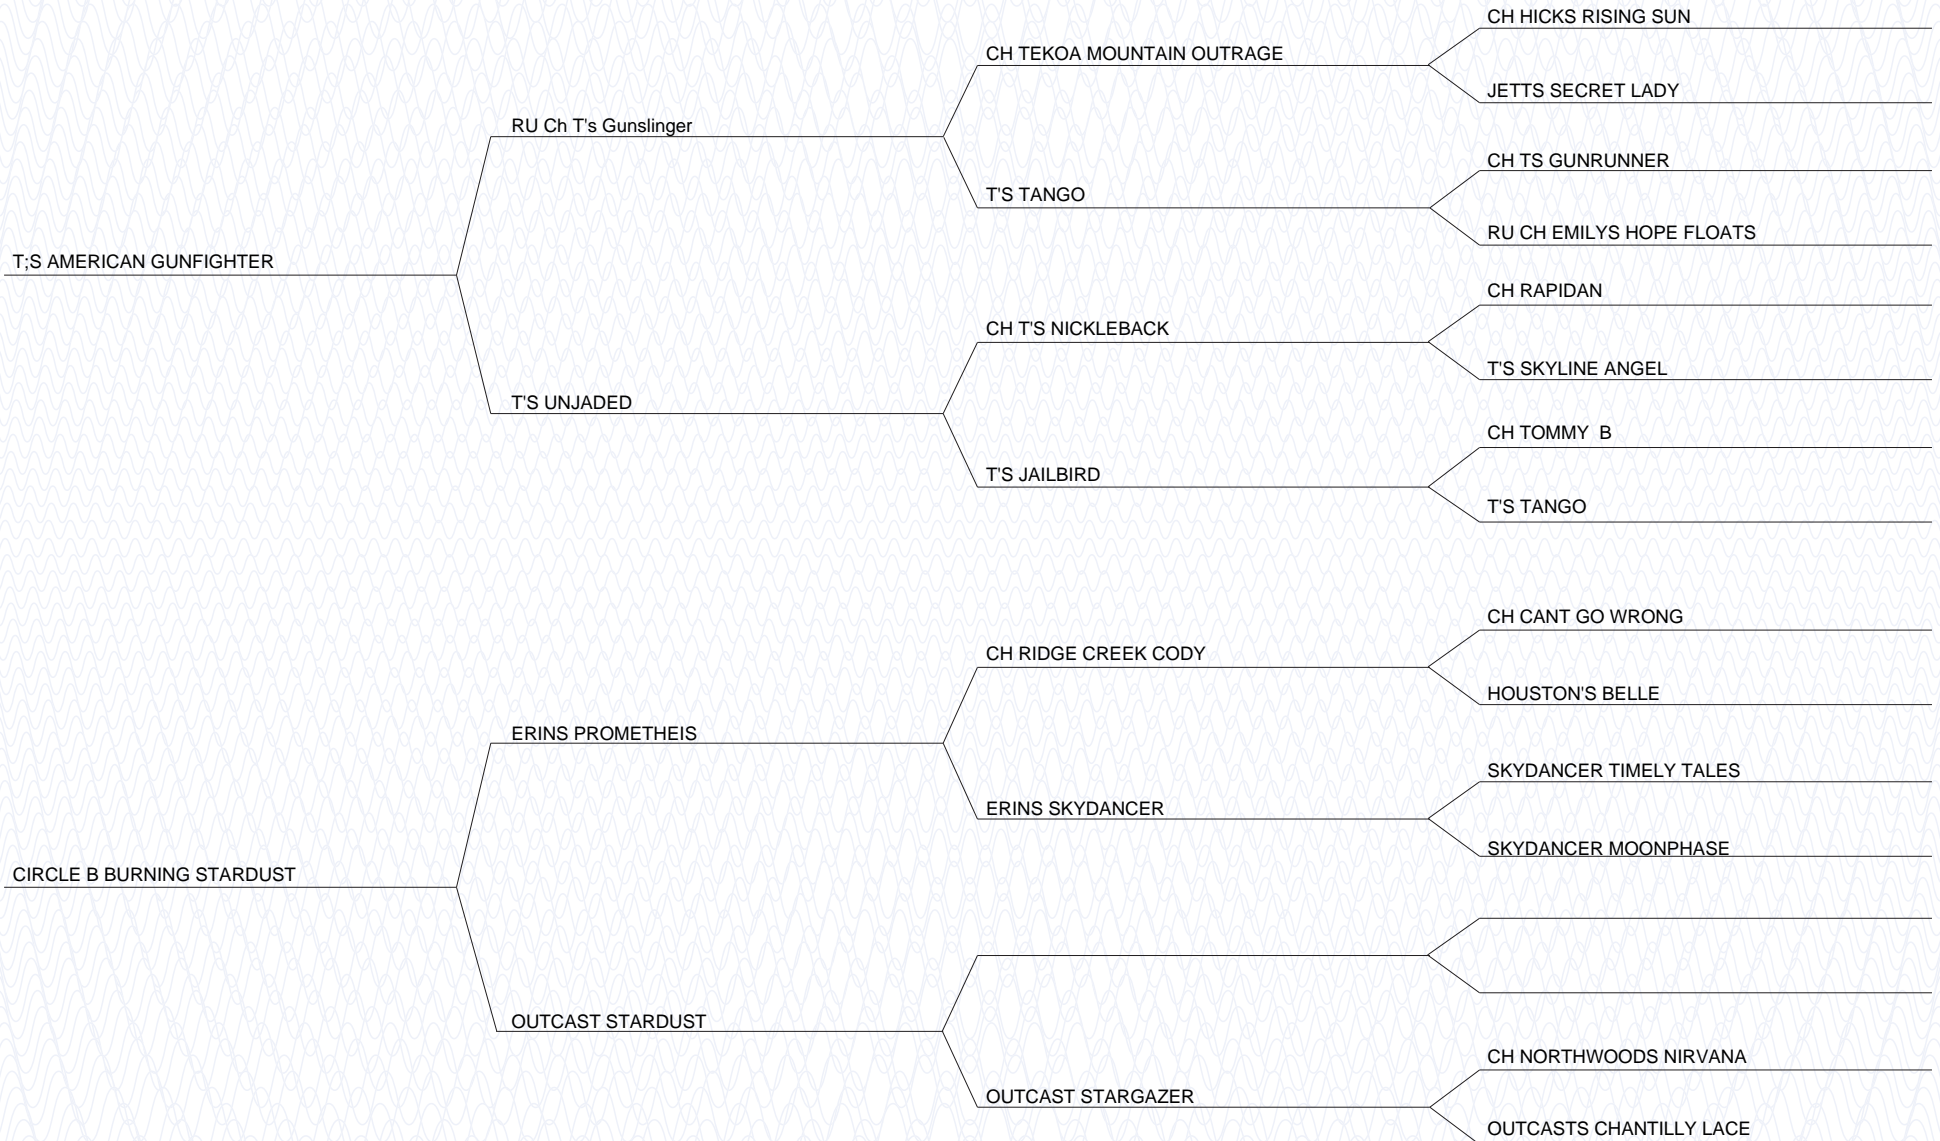 CH HICKS RISING SUN
CH TEKOA MOUNTAIN OUTRAGE
JETTS SECRET LADY
RU Ch T's Gunslinger
CH TS GUNRUNNER
T'S TANGO
RU CH EMILYS HOPE FLOATS
T;S AMERICAN GUNFIGHTER
CH RAPIDAN
CH T'S NICKLEBACK
T'S SKYLINE ANGEL
T'S UNJADED
CH TOMMY  B
T'S JAILBIRD
T'S TANGO
CH CANT GO WRONG
CH RIDGE CREEK CODY
HOUSTON'S BELLE
ERINS PROMETHEIS
SKYDANCER TIMELY TALES
ERINS SKYDANCER
SKYDANCER MOONPHASE
CIRCLE B BURNING STARDUST
OUTCAST STARDUST
CH NORTHWOODS NIRVANA
OUTCAST STARGAZER
OUTCASTS CHANTILLY LACE